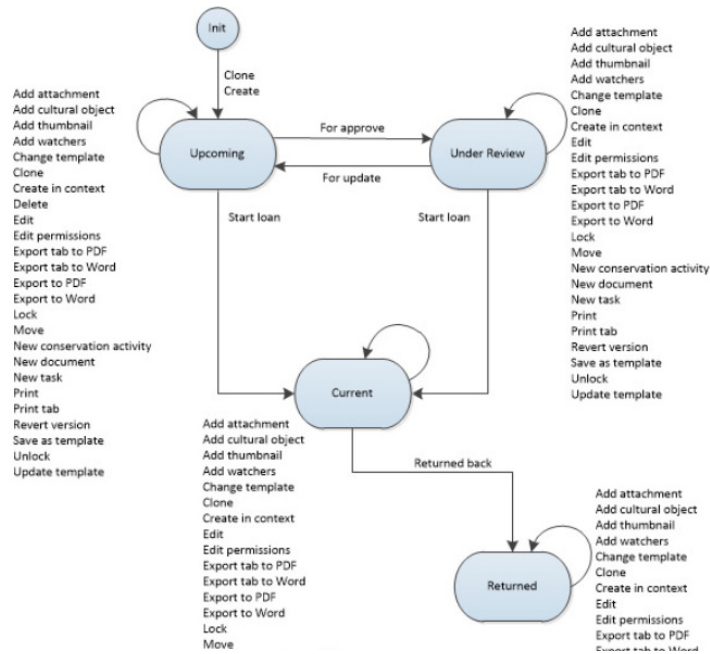 Init
Clone
Create
Add attachment
Add cultural object
Add thumbnail
Add watchers
Change template
Clone
Create in context
Delete
Edit
Edit permissions
Export tab to PDF
Export tab to Word
Export to PDF
Export to Word
Lock
Move
New conservation activity
New document
New task
Print
Print tab
Revert version
Save as template
Unlock
Update template
Upcoming
For approve
For update
Under Review
Add attachment
Add cultural object
Add thumbnail
Add watchers
Change template
Clone
Create in context
Edit
Edit permissions
Export tab to PDF
Export tab to Word
Export to PDF
Export to Word
Lock
Move
New conservation activity
New document
New task
Print
Print tab
Revert version
Save as template
Unlock
Update template
Start loan
Start loan
Current
Add attachment
Add cultural object
Add thumbnail
Add watchers
Change template
Clone
Create in context
Edit
Edit permissions
Export tab to PDF
Export tab to Word
Export to PDF
Export to Word
Lock
Move
Returned back
Returned
Add attachment
Add cultural object
Add thumbnail
Add watchers
Change template
Clone
Create in context
Edit
Edit permissions
Export tab to PDF
Export tab to Word